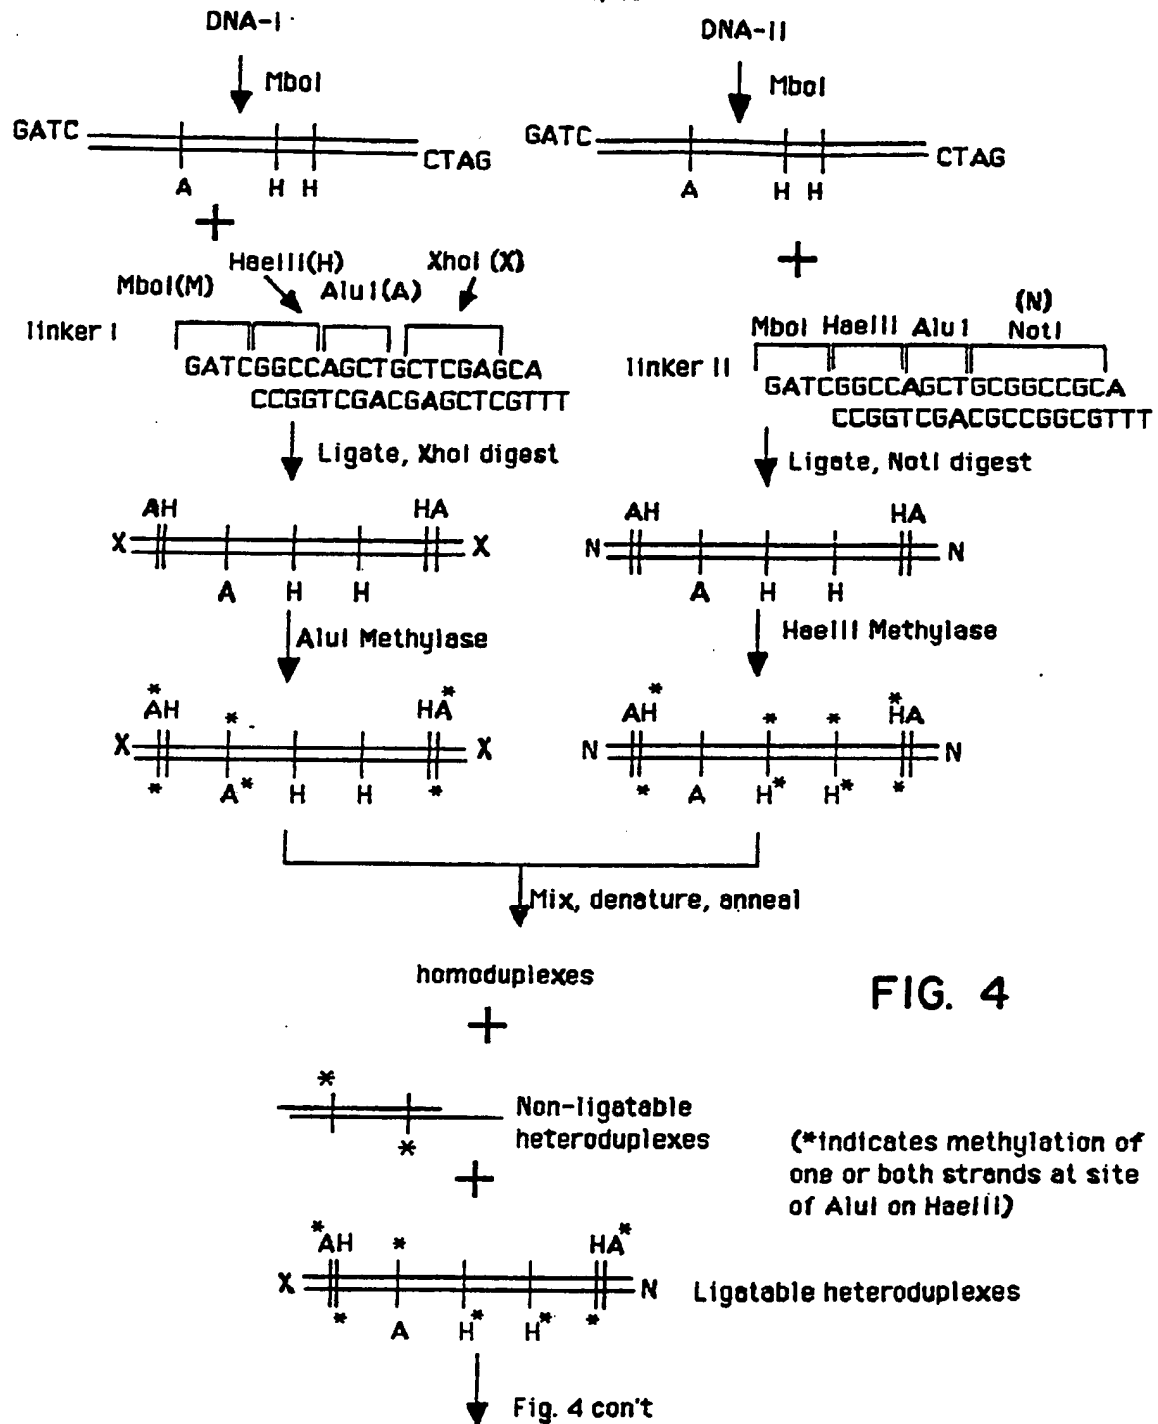 DNA-I
DNA-II
MboI
MboI
GATC
CTAG
A H H
GATC
CTAG
A H H
+
+
HaeIII(H)
XhoI (X)
MboI(M)
AluI(A)
linker I
GATCGGCCAGCTGCTCGAGCA
CCGGTCGACGAGCTCGTTT
(N)
MboI HaeIII AluI NotI
linker II
GATCGGCCAGCTGCGGCCGCA
CCGGTCGACGCCGGCGTTT
Ligate, XhoI digest
Ligate, NotI digest
AH HA
X X
A H H
AH HA
N N
A H H
AluI Methylase
HaeIII Methylase
* *
AH * HA
X X
* A* H H *
* *
AH * * HA
N N
* A H* H* *
Mix, denature, anneal
homoduplexes
FIG. 4
+
*
Non-ligatable
heteroduplexes
*
+
(*indicates methylation of
one or both strands at site
of AluI on HaeIII)
*AH * HA*
X N
* A H* H* *
Ligatable heteroduplexes
Fig. 4 con't